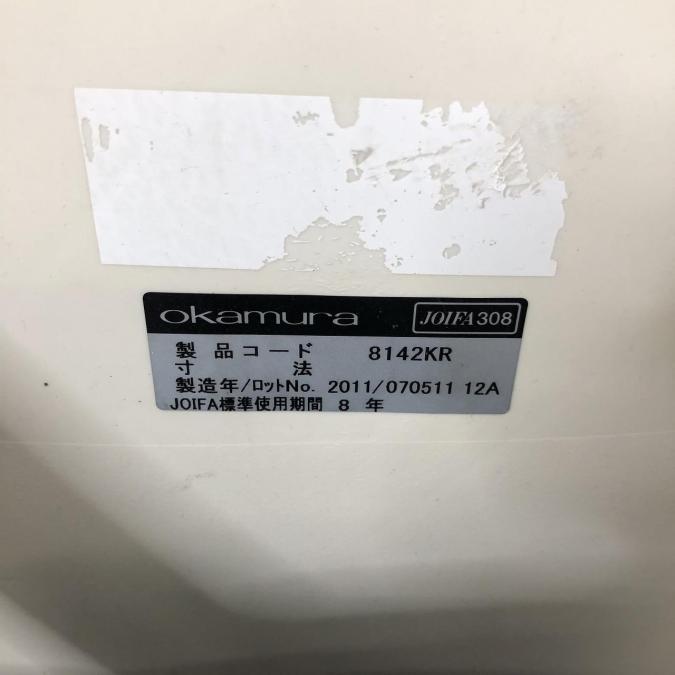 okamura JOIFA308
製品コード 8142KR
寸法
製造年/ロットNo. 2011/070511 12A
JOIFA標準使用期間 8 年